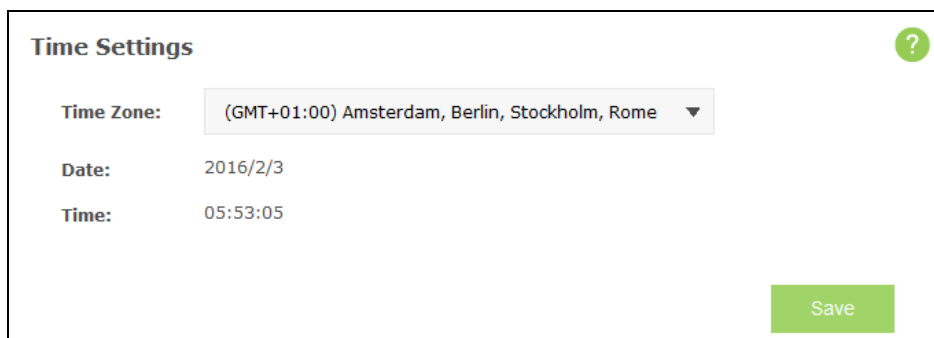 Time Settings
?
Time Zone: (GMT+01:00) Amsterdam, Berlin, Stockholm, Rome
Date: 2016/2/3
Time: 05:53:05
Save